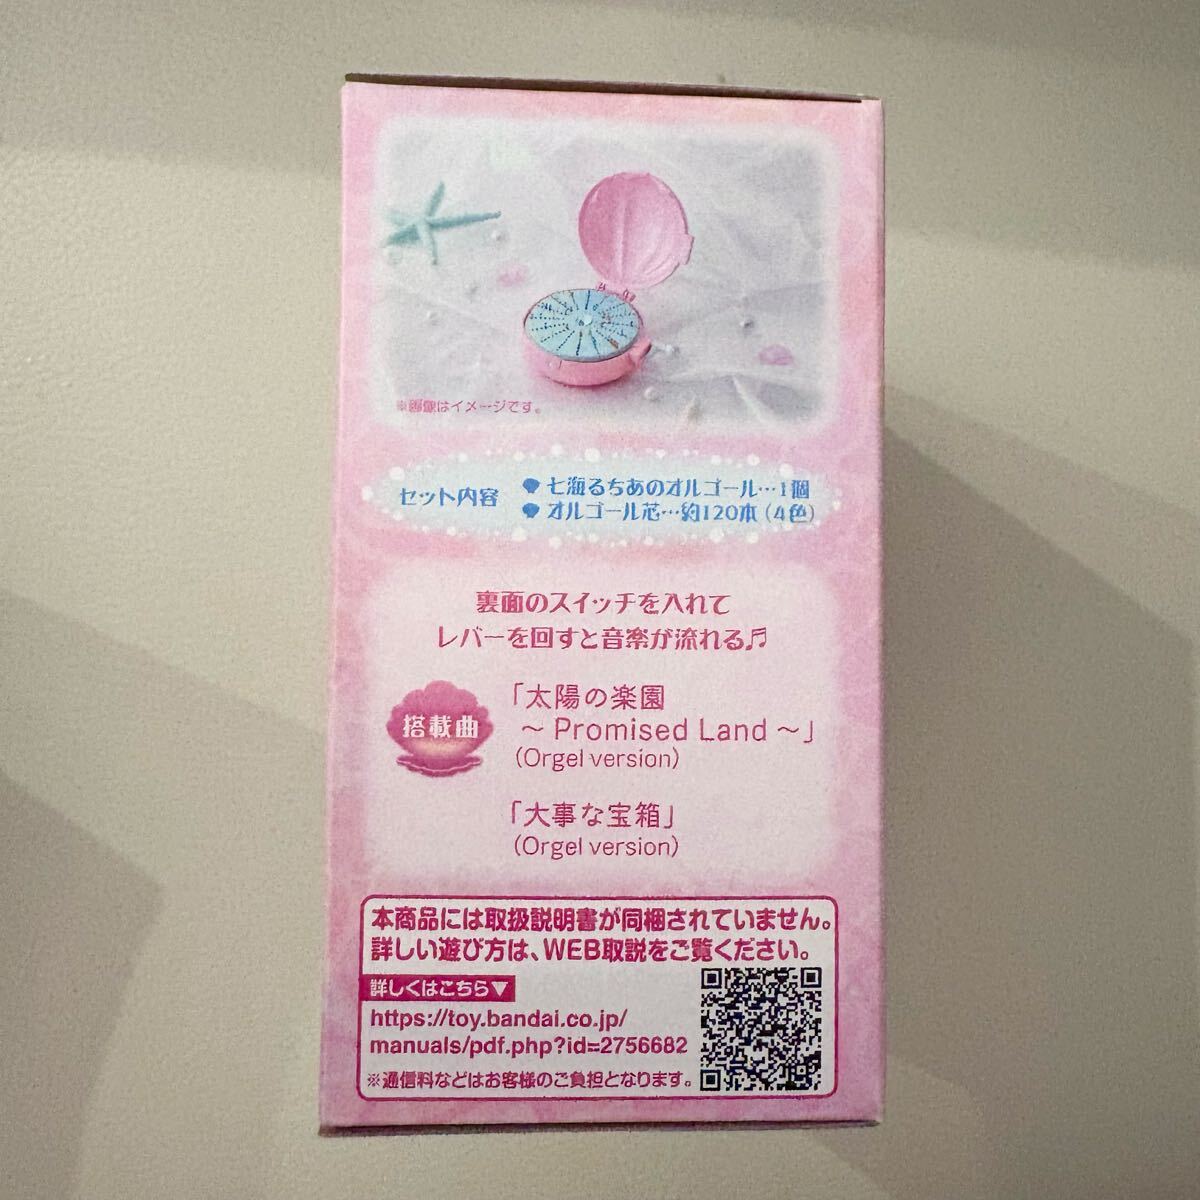 ※画像はイメージです。
セット内容
七海るちあのオルゴール…1個
オルゴール芯…約120本(4色)
裏面のスイッチを入れて
レバーを回すと音楽が流れる♬
搭載曲
「太陽の楽園
～Promised Land～」
(Orgel version)
「大事な宝箱」
(Orgel version)
本商品には取扱説明書が同梱されていません。
詳しい遊び方は、WEB取説をご覧ください。
詳しくはこちら▼
https://toy.bandai.co.jp/
manuals/pdf.php?id=2756682
※通信料などはお客様のご負担となります。